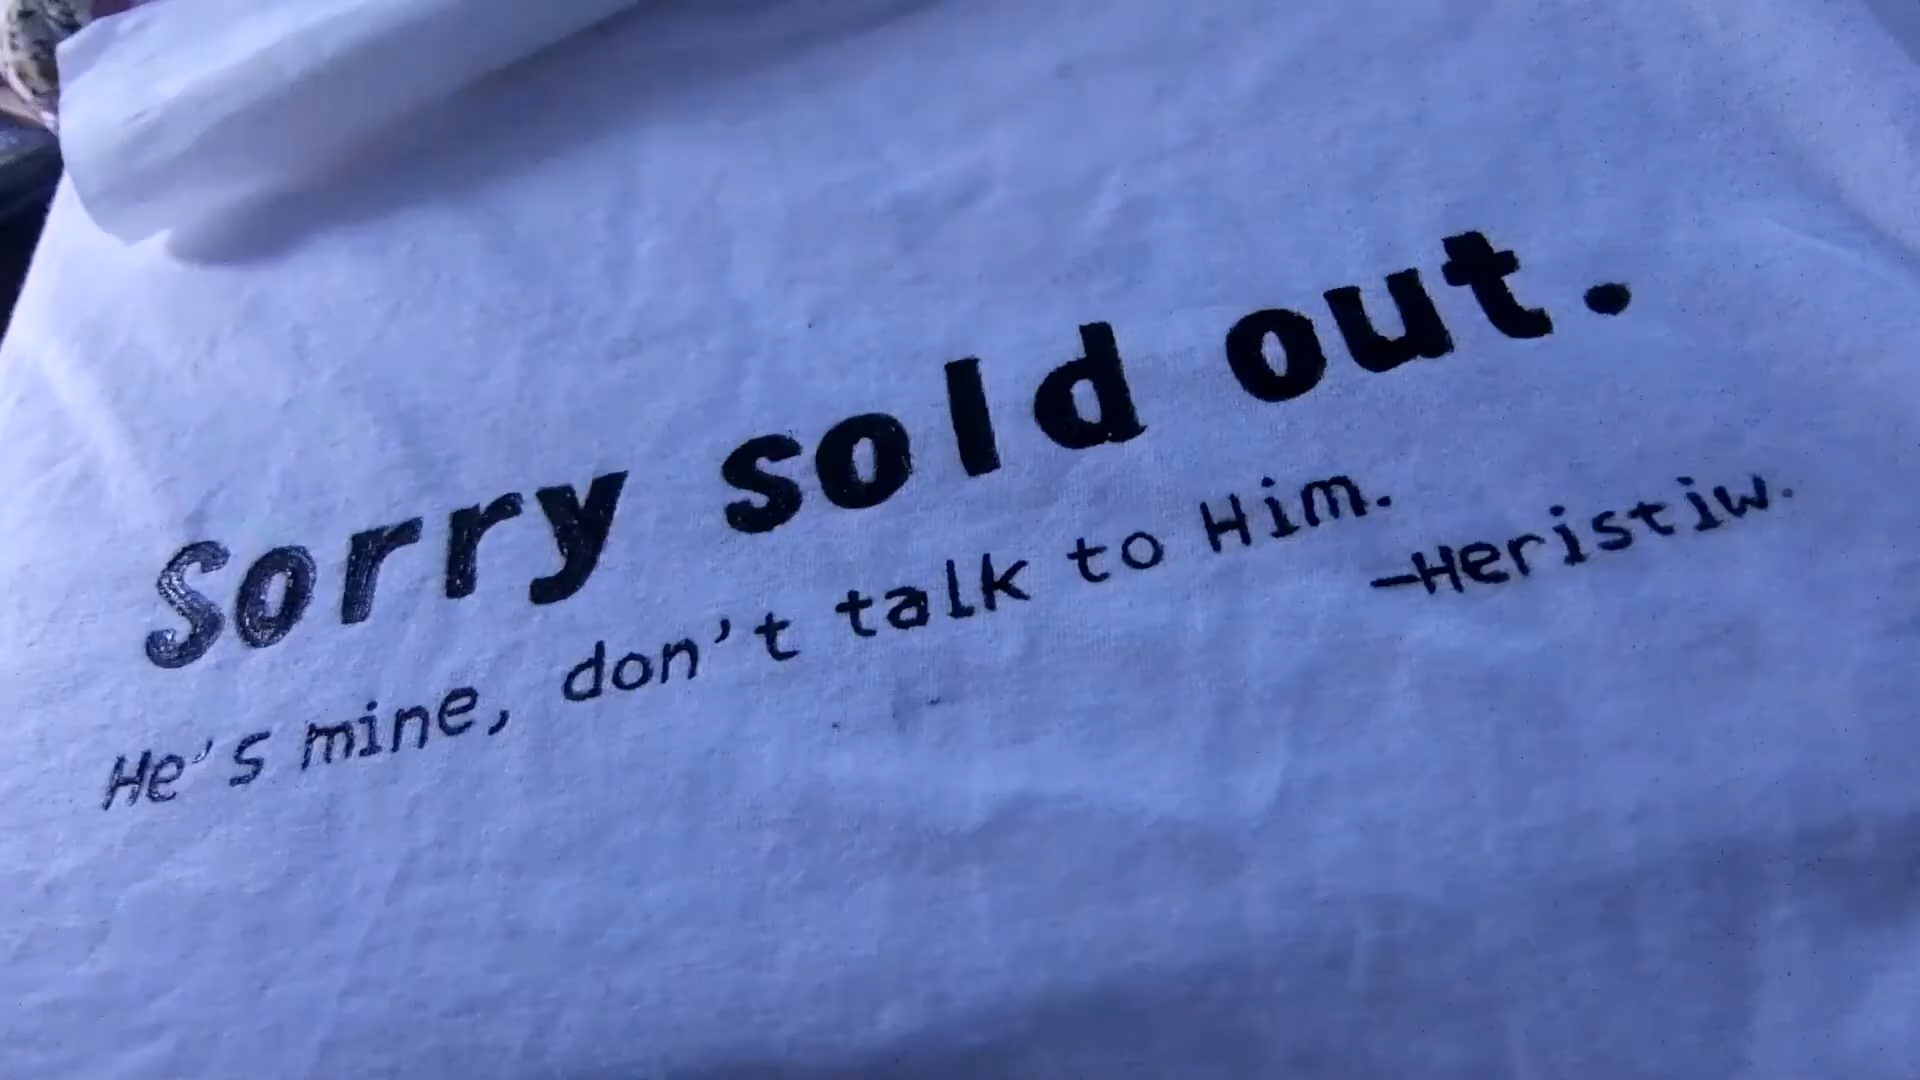 Sorry sold out.
He's mine, don't talk to Him.
—Heristiw.